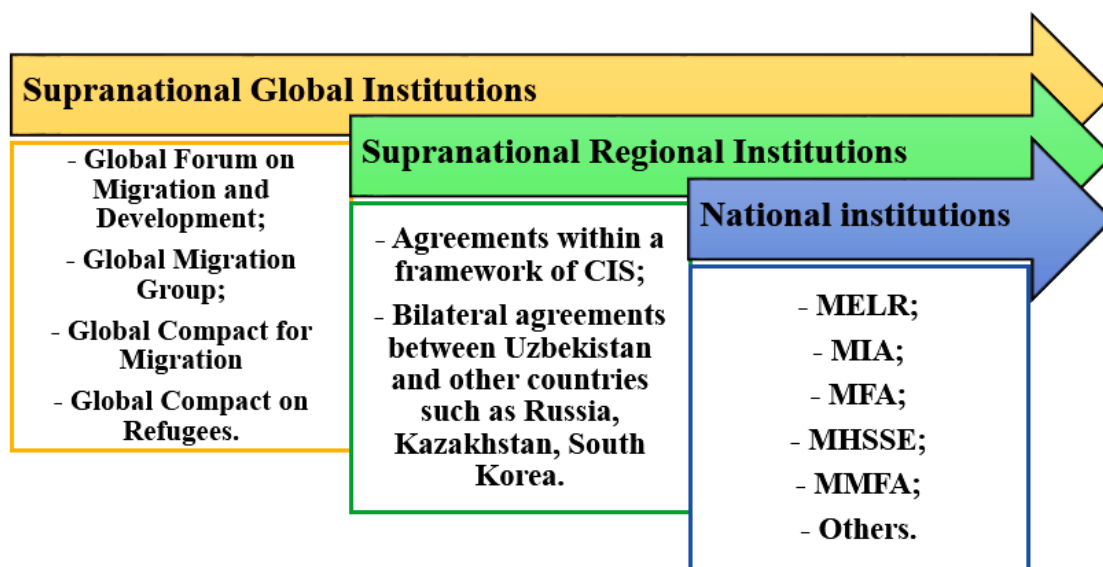 Supranational Global Institutions
- Global Forum on
Migration and
Development;
- Global Migration
Group;
- Global Compact for
Migration
- Global Compact on
Refugees.
Supranational Regional Institutions
- Agreements within a
framework of CIS;
- Bilateral agreements
between Uzbekistan
and other countries
such as Russia,
Kazakhstan, South
Korea.
National institutions
- MELR;
- MIA;
- MFA;
- MHSSE;
- MMFA;
- Others.